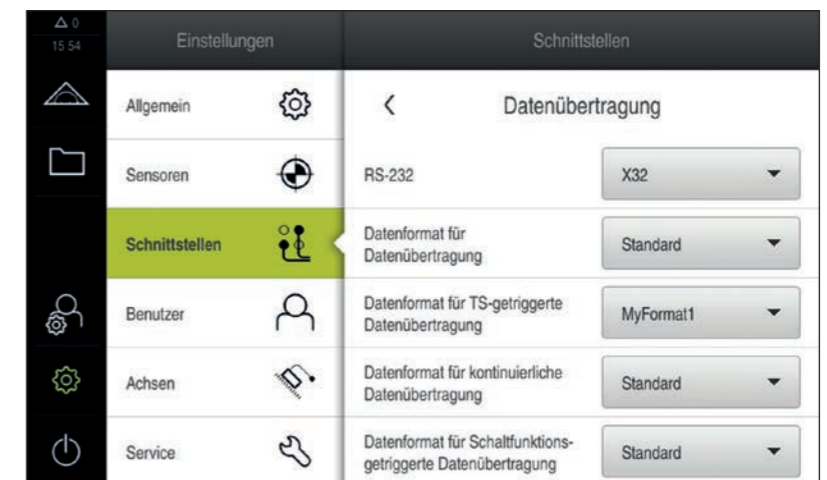 0
15 54
Einstellungen
Schnittstellen
Allgemein
Sensoren
Schnittstellen
Benutzer
Achsen
Service
Datenübertragung
RS-232
X32
Datenformat für
Datenübertragung
Standard
Datenformat für TS-getriggerte
Datenübertragung
MyFormat1
Datenformat für kontinuierliche
Datenübertragung
Standard
Datenformat für Schaltfunktions-
getriggerte Datenübertragung
Standard